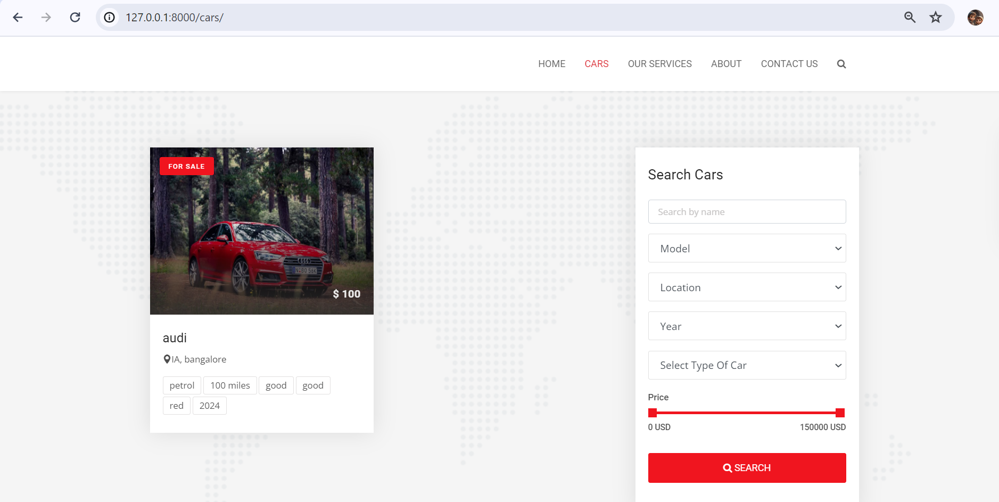 127.0.0.1:8000/cars/
HOME CARS OUR SERVICES ABOUT CONTACT US
FOR SALE
$ 100
audi
IA, bangalore
petrol 100 miles good good
red 2024
Search Cars
Search by name
Model
Location
Year
Select Type Of Car
Price
0 USD 150000 USD
SEARCH